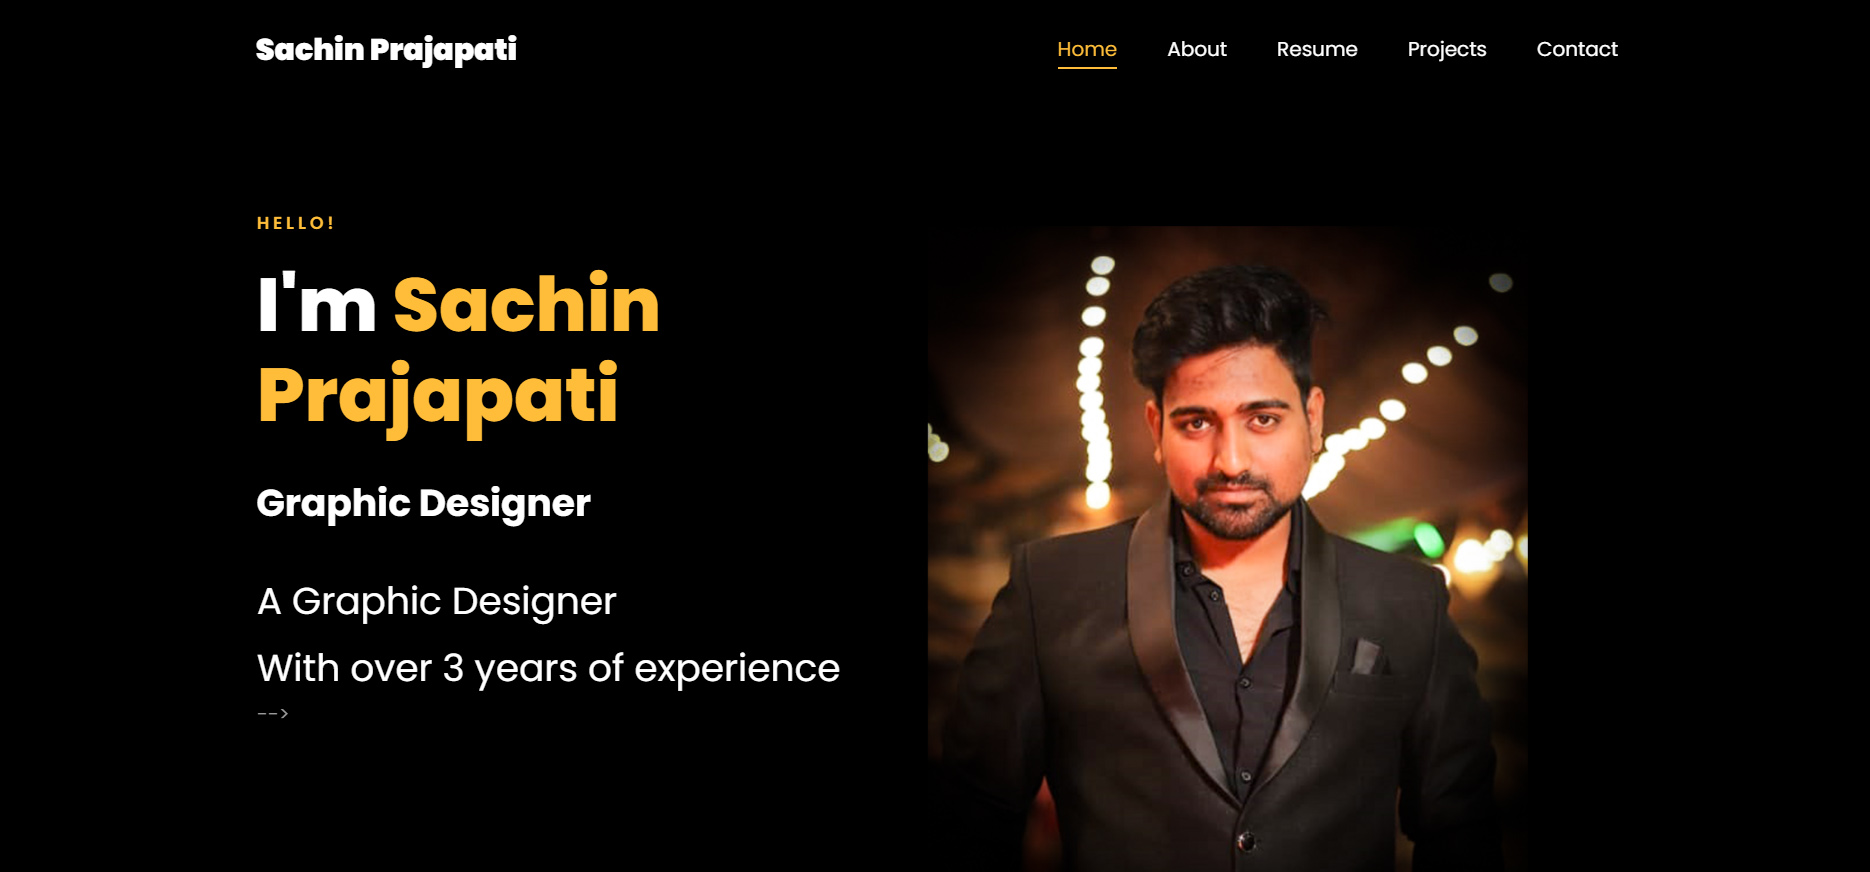 Sachin Prajapati
Home About Resume Projects Contact
HELLO!
I'm Sachin
Prajapati
Graphic Designer
A Graphic Designer
With over 3 years of experience
-->